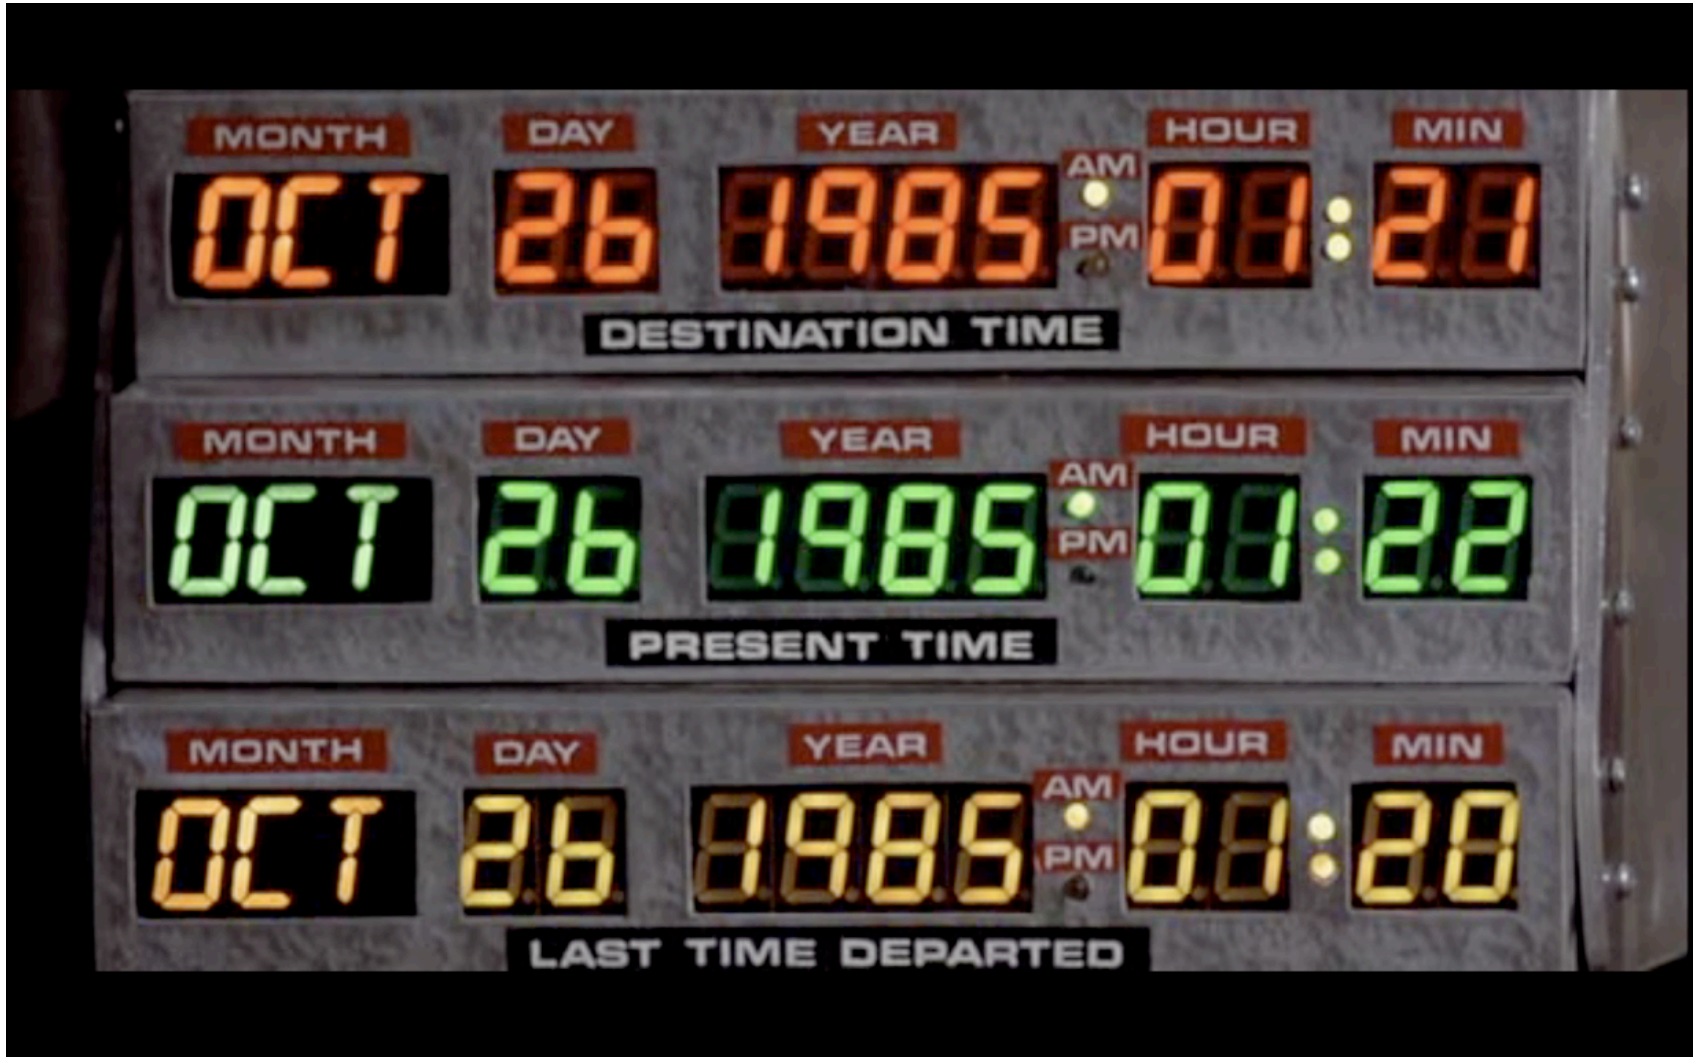 MONTH DAY YEAR HOUR MIN
OCT 26 1985 AM PM 01:21
DESTINATION TIME
MONTH DAY YEAR HOUR MIN
OCT 26 1985 AM PM 01:22
PRESENT TIME
MONTH DAY YEAR HOUR MIN
OCT 26 1985 AM PM 01:20
LAST TIME DEPARTED